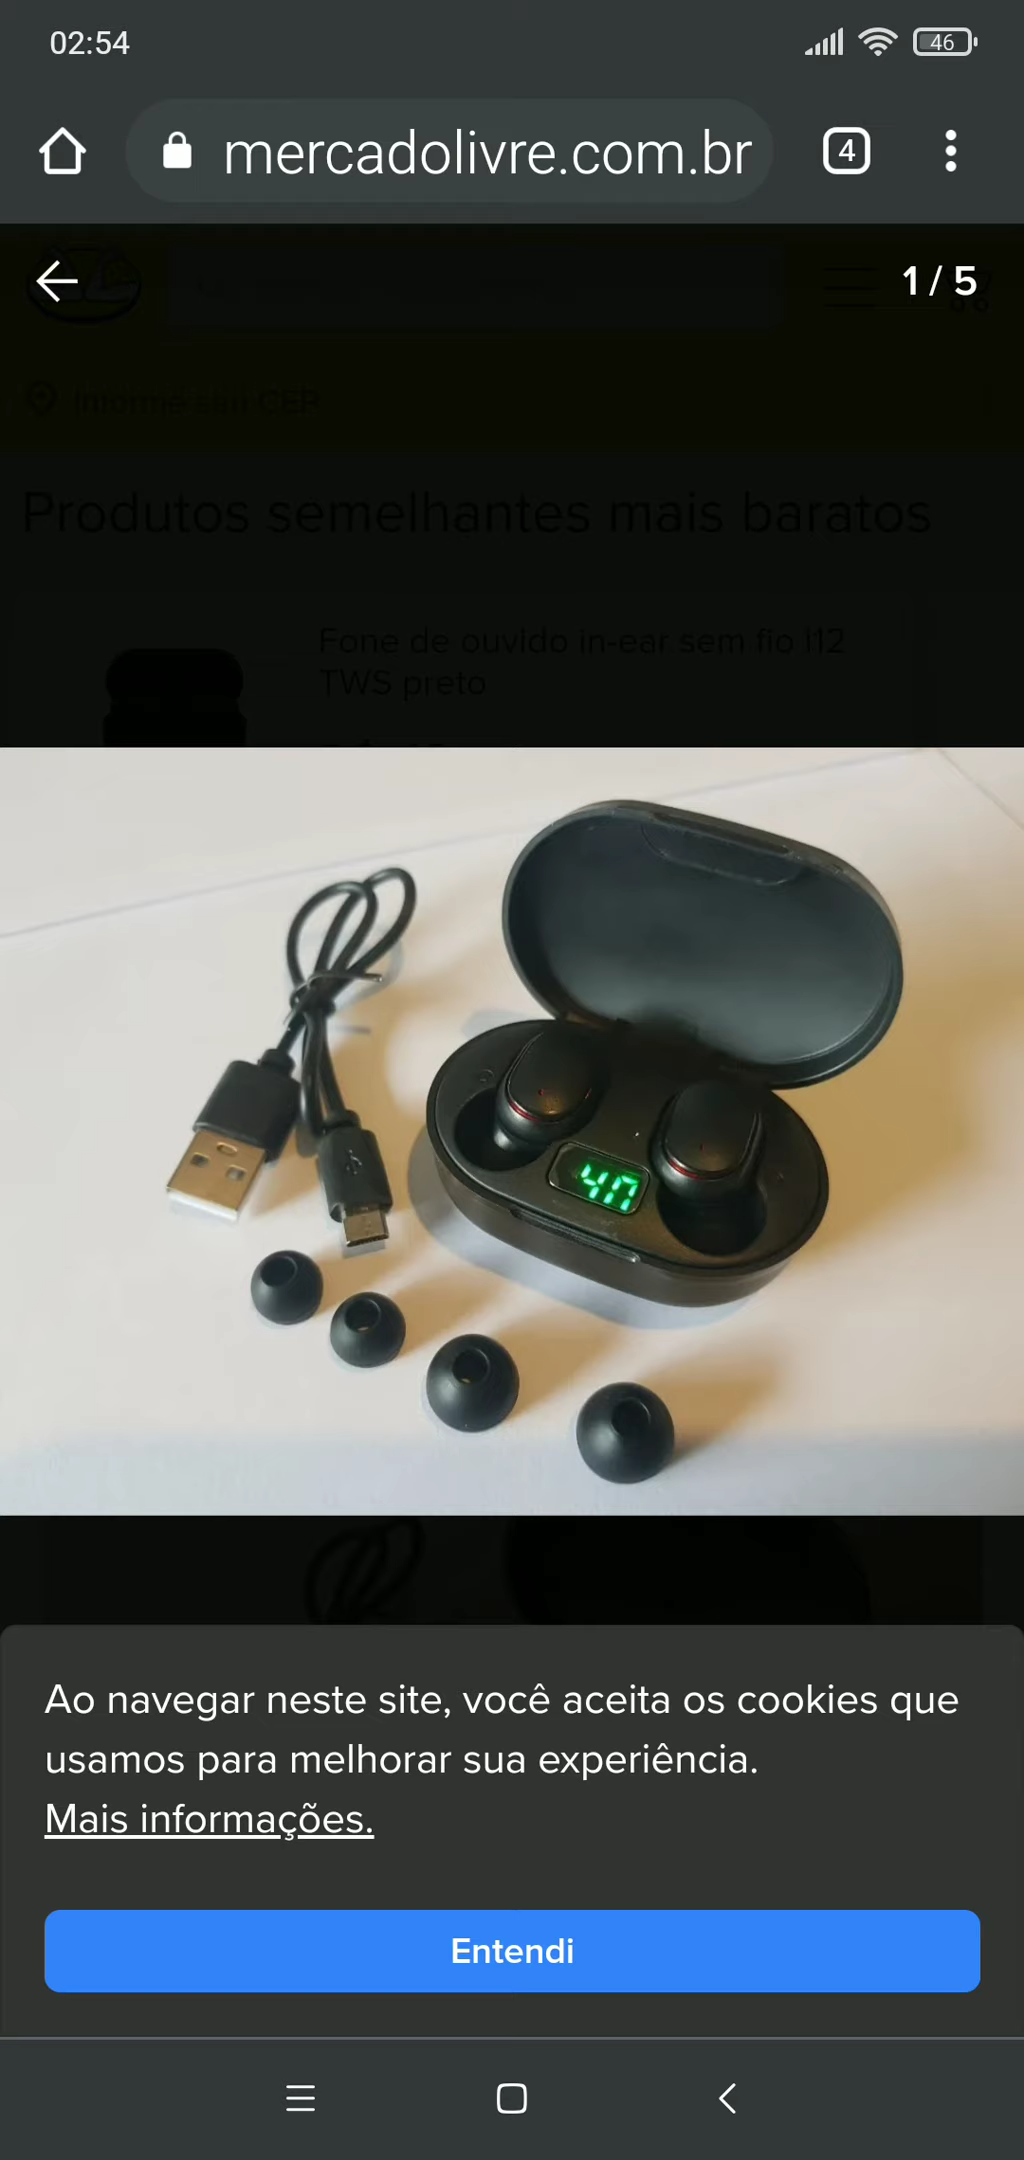 02:54
46
mercadolivre.com.br
4
1 / 5
Informe seu CEP
Produtos semelhantes mais baratos
Fone de ouvido in-ear sem fio i12
TWS preto
Ao navegar neste site, você aceita os cookies que
usamos para melhorar sua experiência.
Mais informações.
Entendi